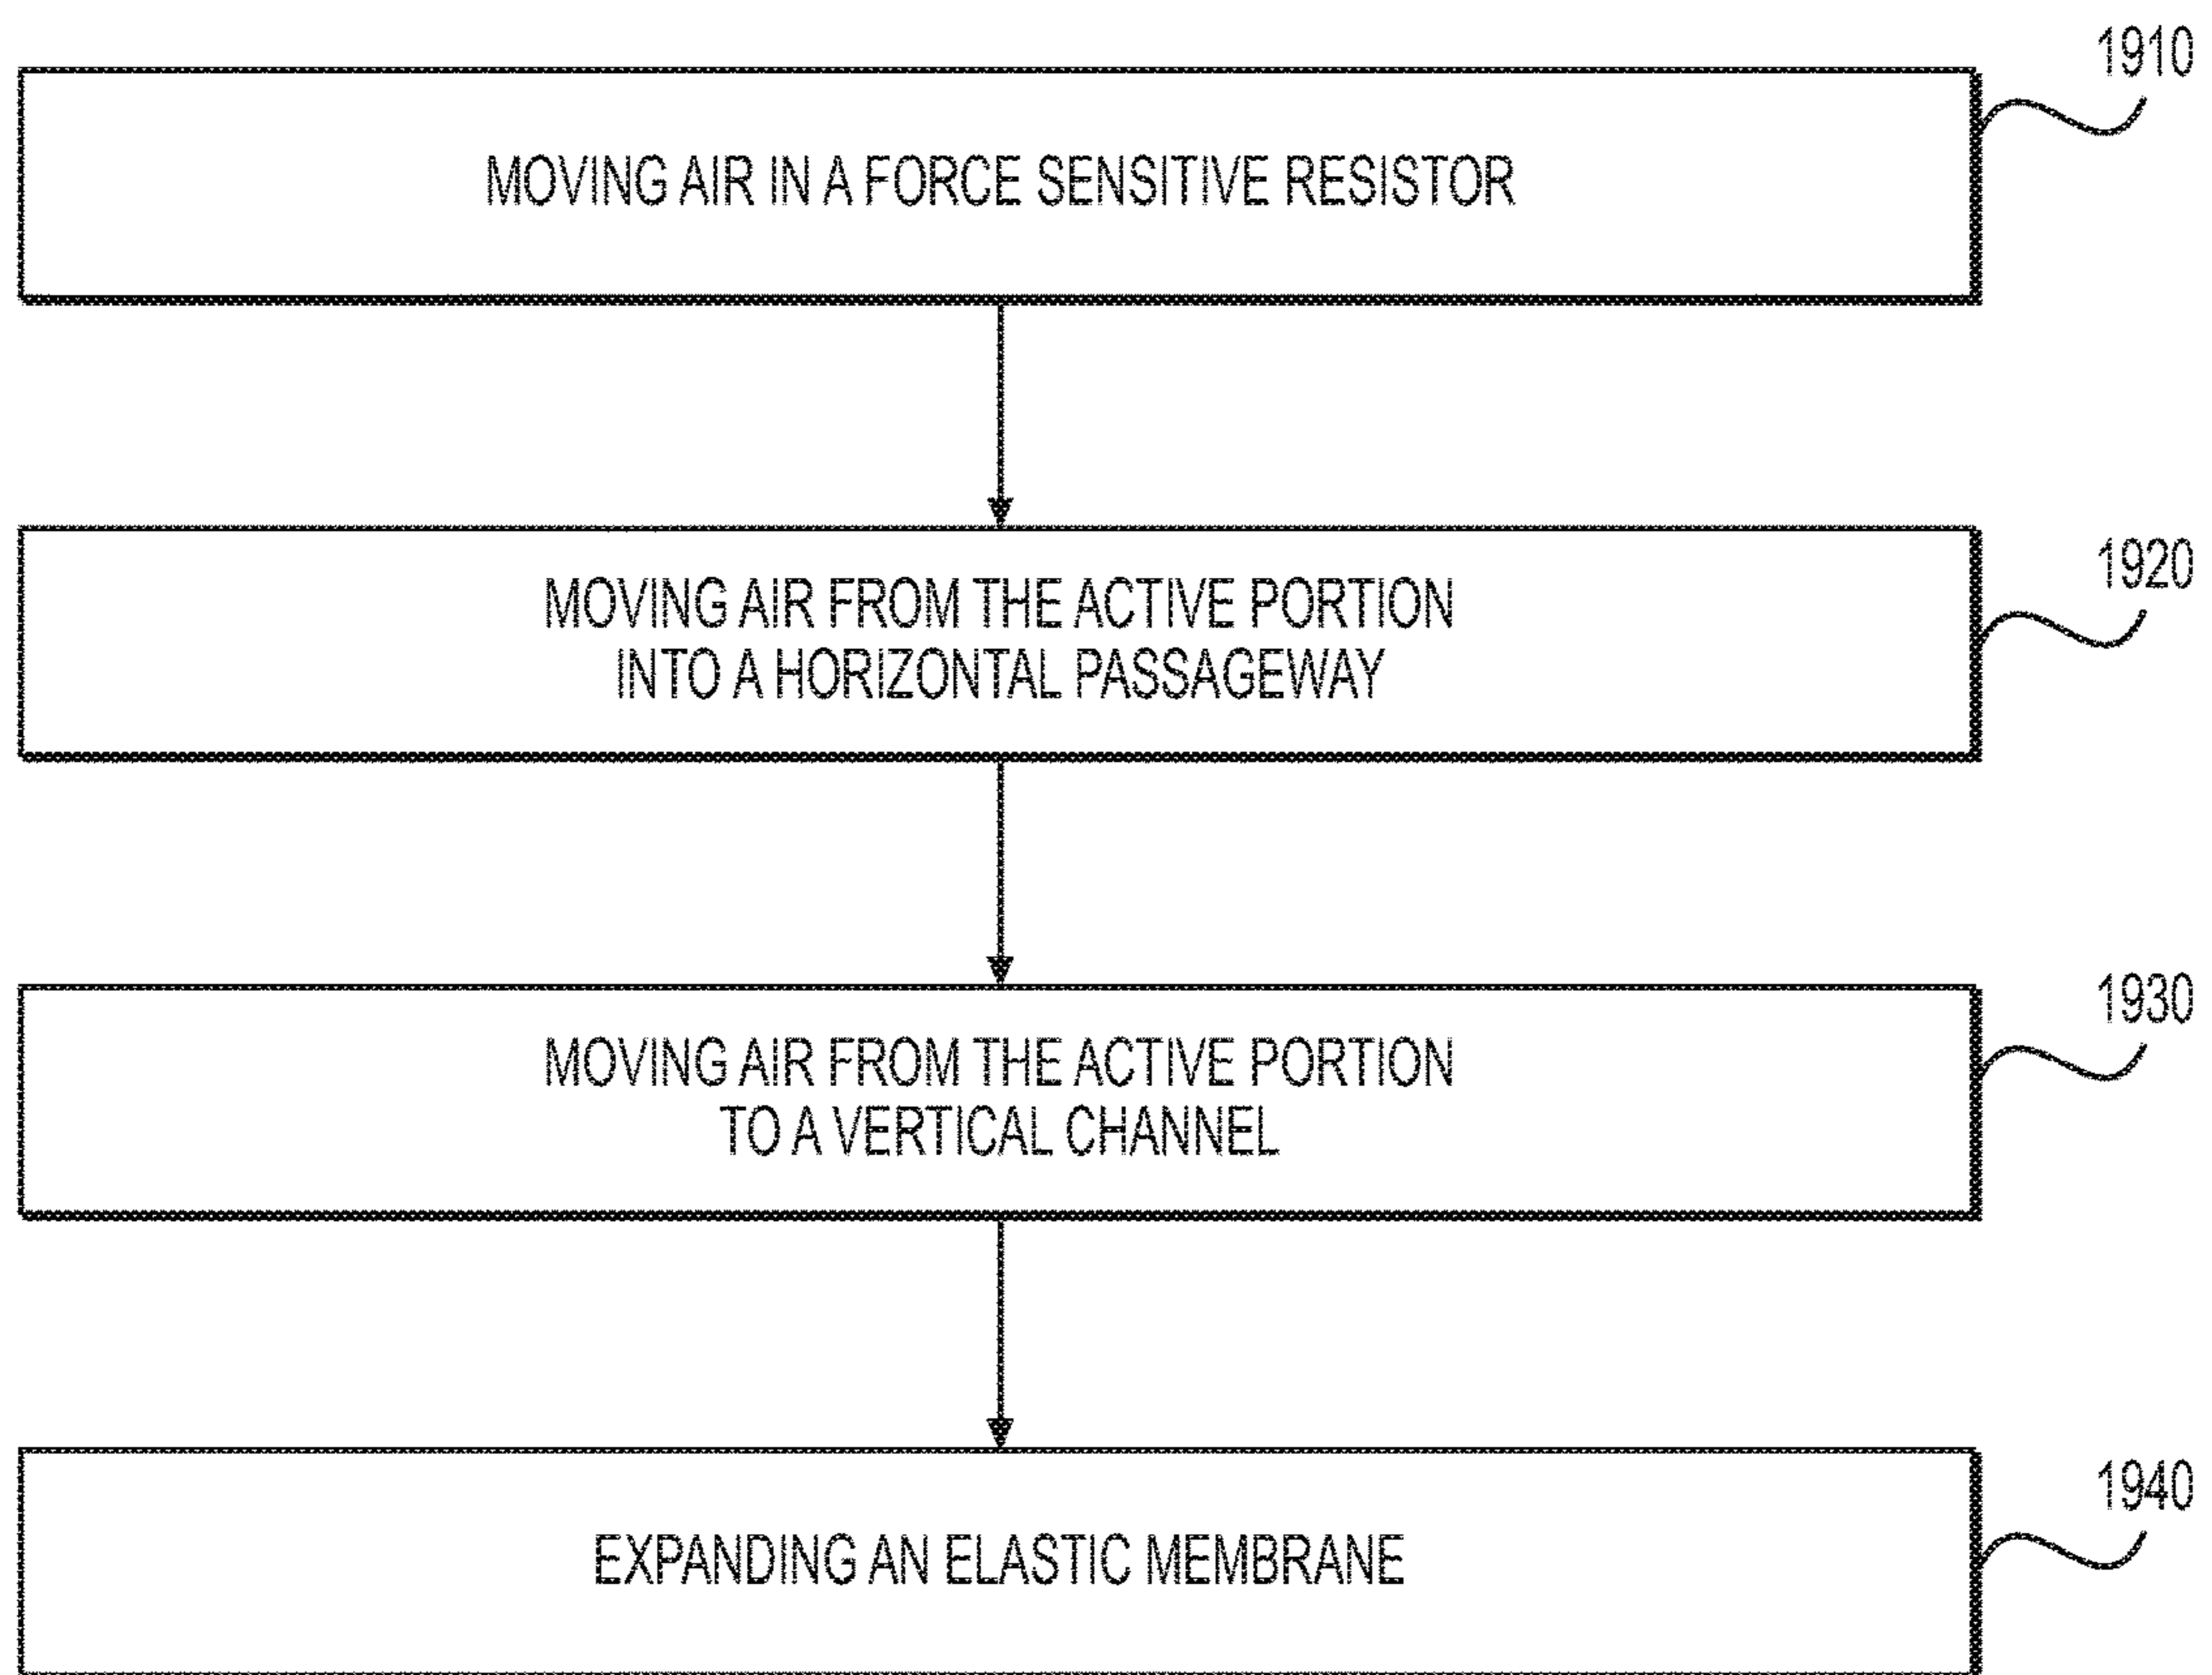 1910
MOVING AIR IN A FORCE SENSITIVE RESISTOR
1920
MOVING AIR FROM THE ACTIVE PORTION
INTO A HORIZONTAL PASSAGEWAY
1930
MOVING AIR FROM THE ACTIVE PORTION
TO A VERTICAL CHANNEL
1940
EXPANDING AN ELASTIC MEMBRANE